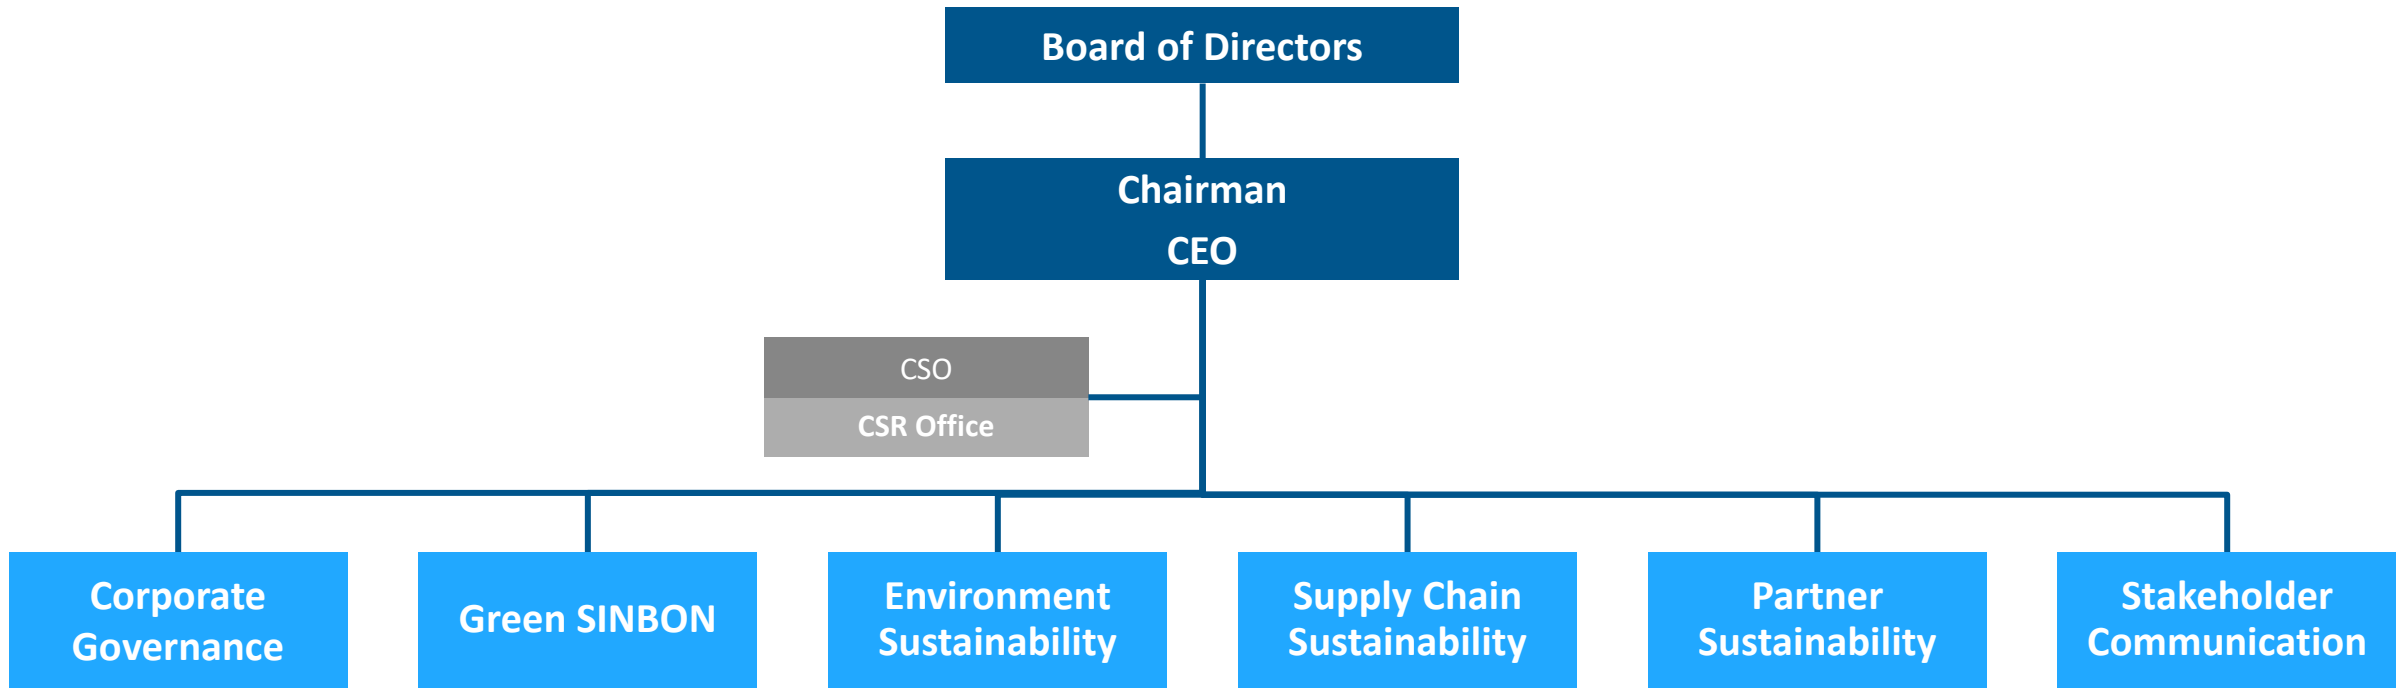 Board of Directors
Chairman
CEO
CSO
CSR Office
Corporate
Governance
Green SINBON
Environment
Sustainability
Supply Chain
Sustainability
Partner
Sustainability
Stakeholder
Communication